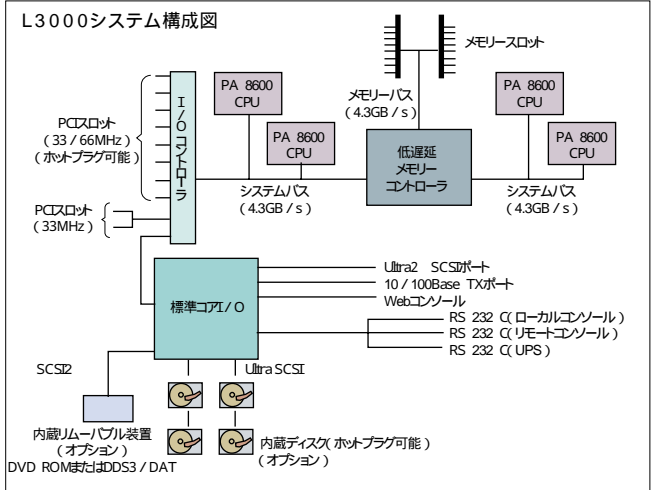 L3000システム構成図
メモリースロット
PA 8600
CPU
PA 8600
CPU
I/Oコントローラ
PCIスロット
(33/66MHz)
(ホットプラグ可能)
メモリーバス
(4.3GB/s)
PA 8600
CPU
PA 8600
CPU
低遅延
メモリー
コントローラ
システムバス
(4.3GB/s)
システムバス
(4.3GB/s)
PCIスロット
(33MHz)
標準コアI/O
Ultra2 SCSIポート
10/100Base TXポート
Webコンソール
RS 232 C(ローカルコンソール)
RS 232 C(リモートコンソール)
RS 232 C(UPS)
SCSI2
Ultra SCSI
内蔵リムーバブル装置
(オプション)
DVD ROMまたはDDS3/DAT
内蔵ディスク(ホットプラグ可能)
(オプション)